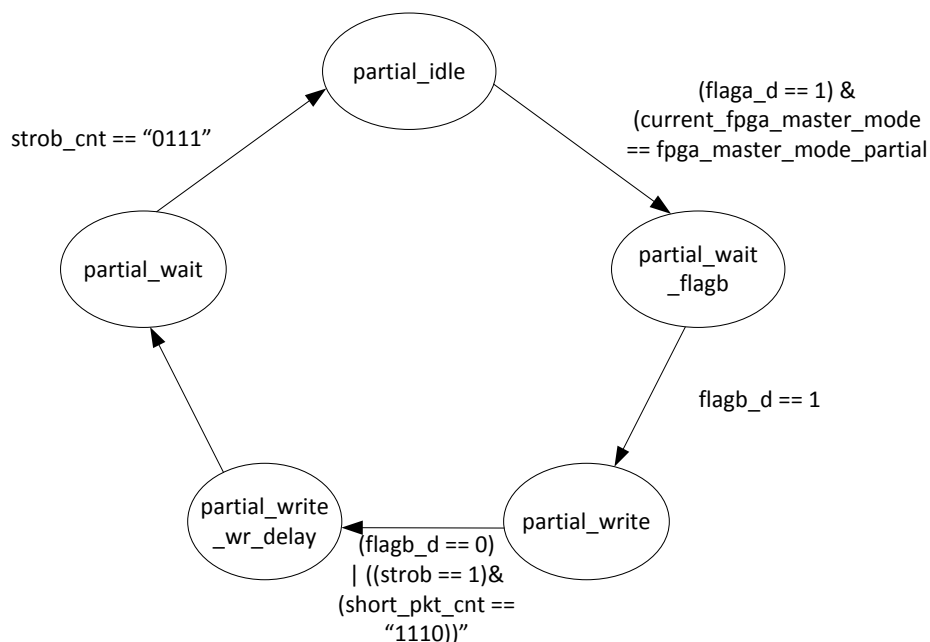 partial_idle
(flaga_d == 1) &
(current_fpga_master_mode
== fpga_master_mode_partial
strob_cnt == “0111”
partial_wait
partial_wait
_flagb
flagb_d == 1
partial_write
_wr_delay
partial_write
(flagb_d == 0)
| ((strob == 1)&
(short_pkt_cnt ==
“1110))”